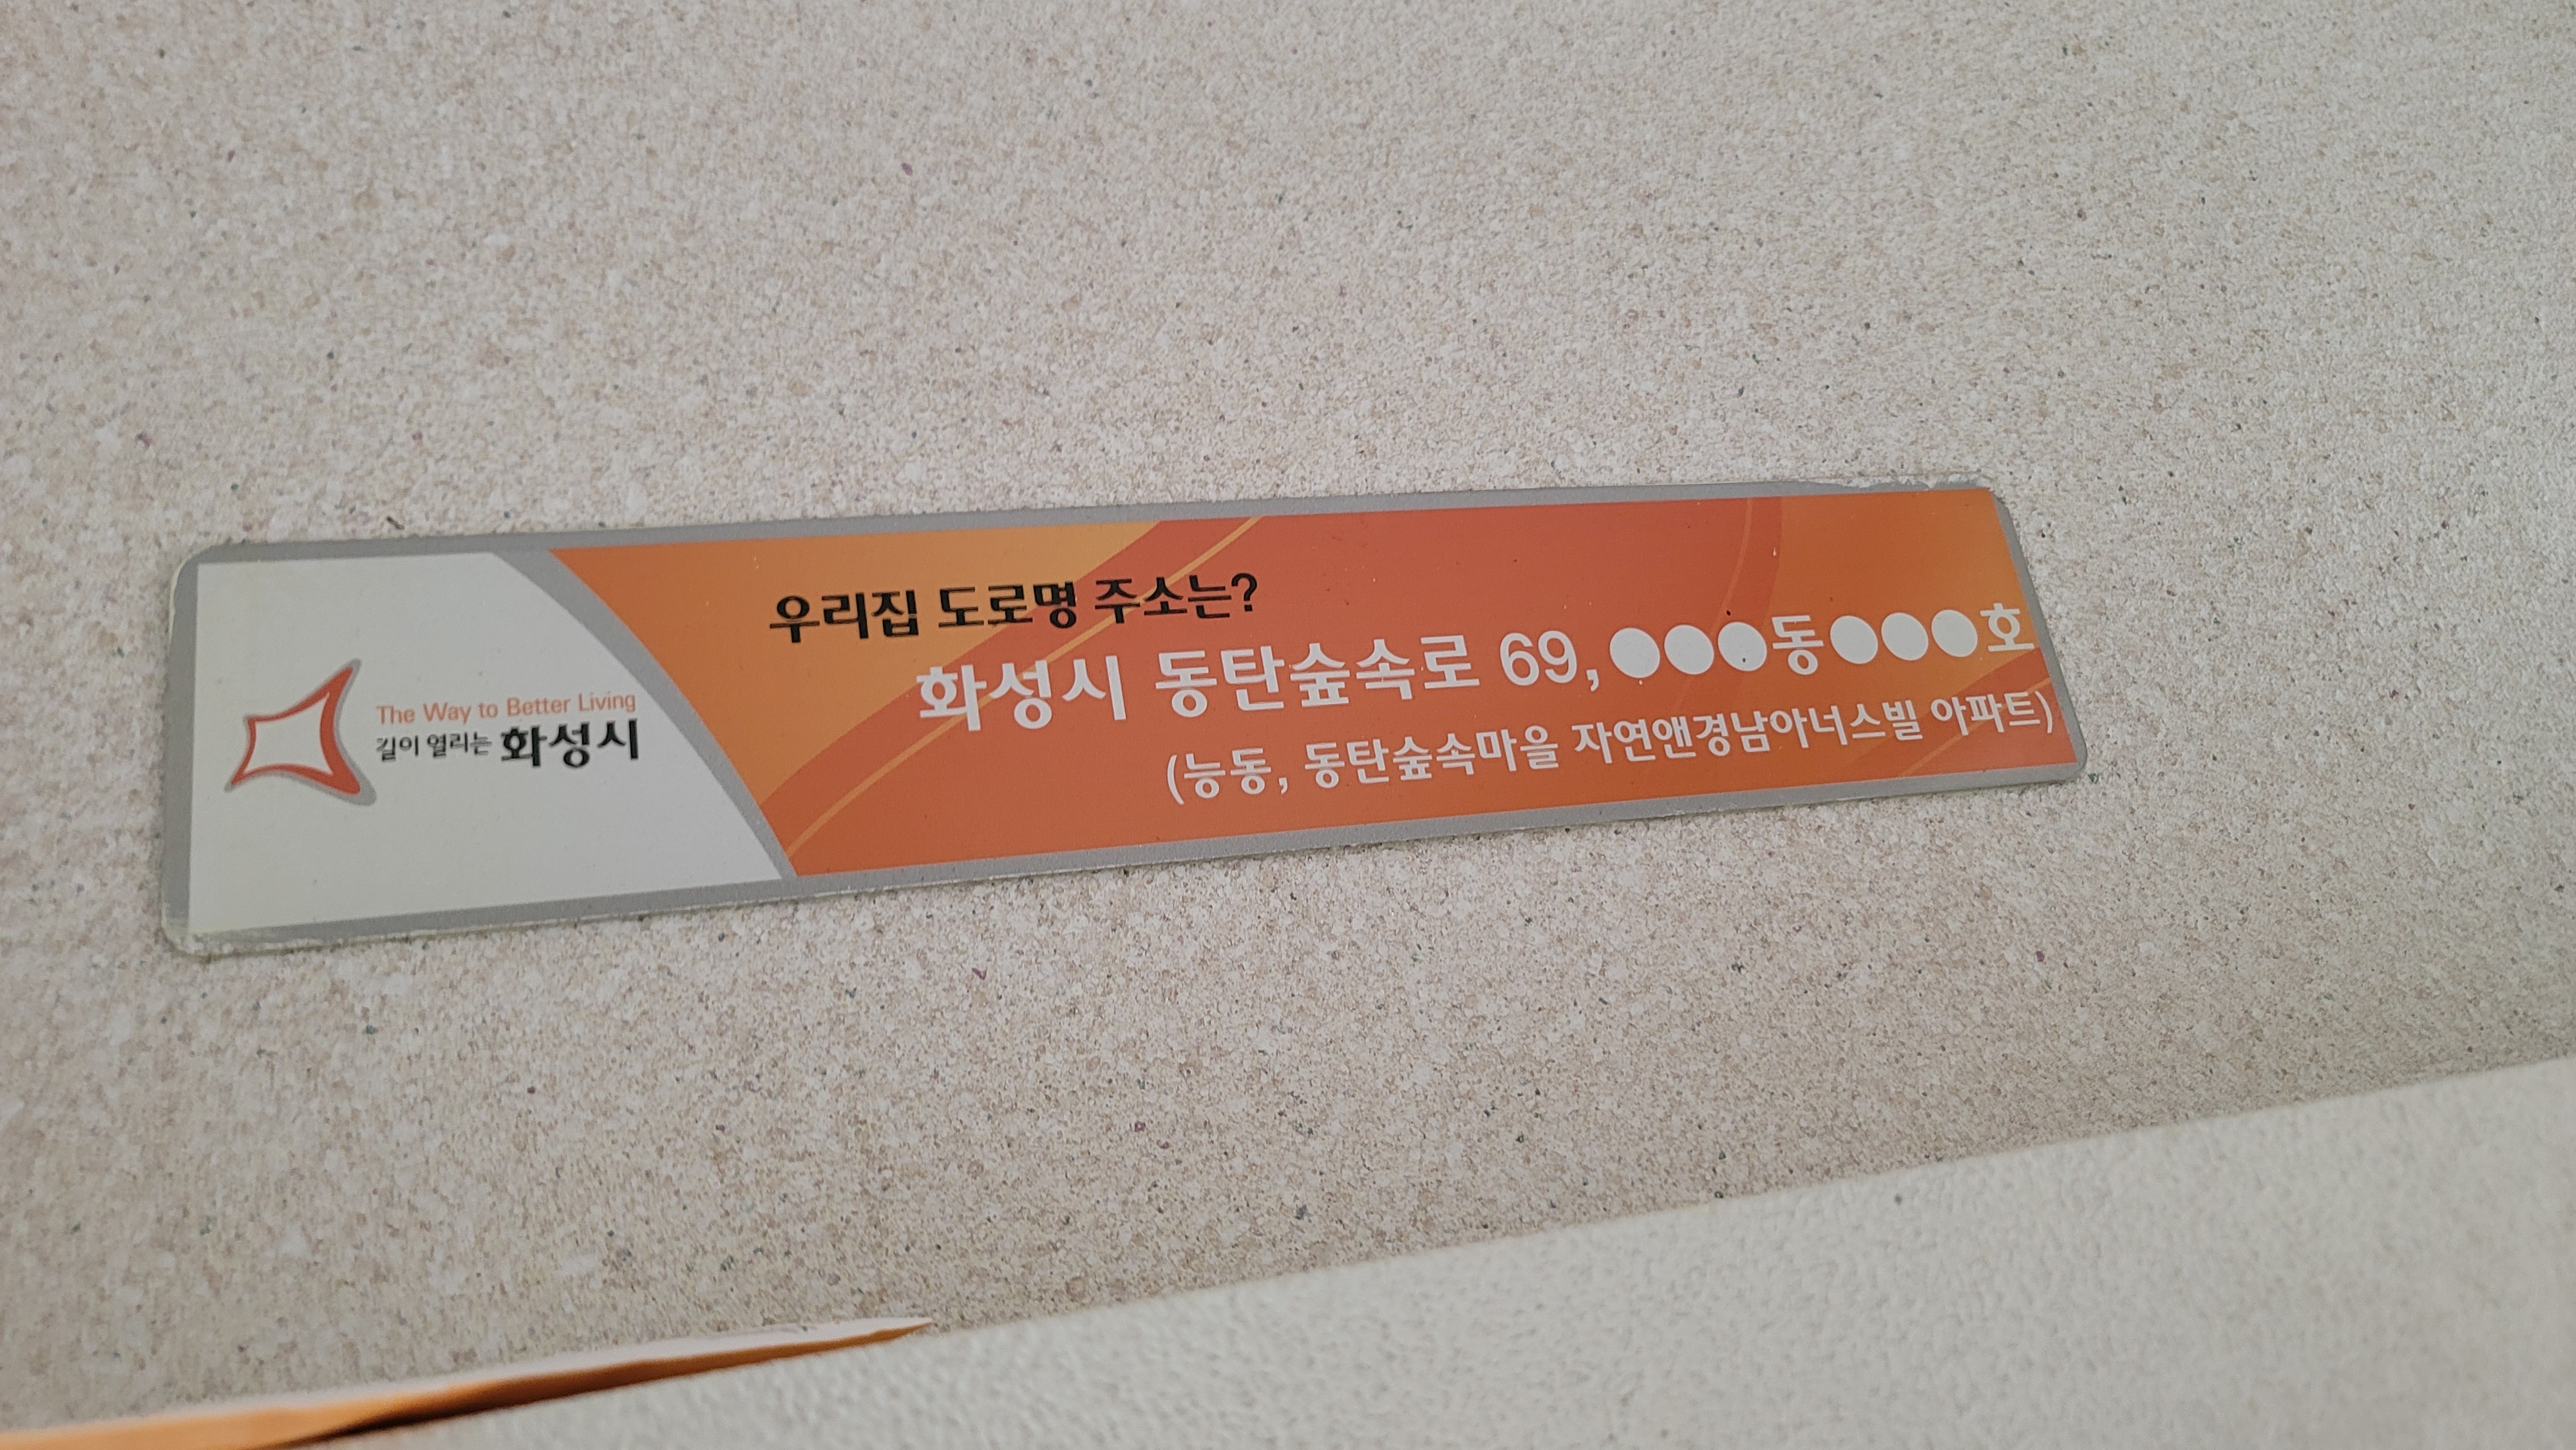 The Way to Better Living
길이 열리는 화성시
우리집 도로명 주소는?
화성시 동탄숲속로 69, ●●●동●●●호
(능동, 동탄숲속마을 자연앤경남아너스빌 아파트)